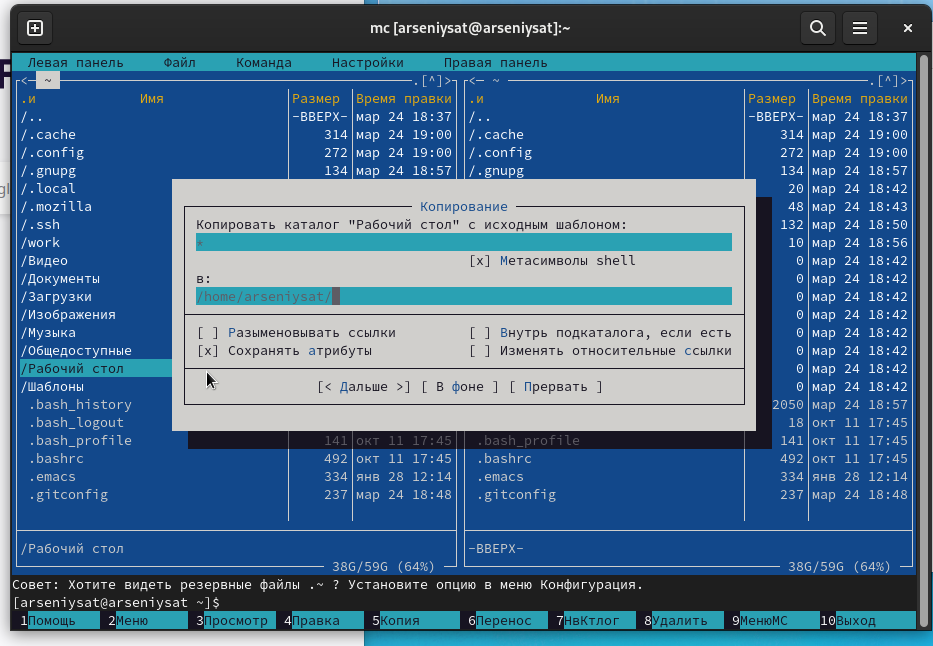 mc [arseniysat@arseniysat]:~
Левая панель Файл Команда Настройки Правая панель
<─ ~ .[^]> <─ ~ .[^]>
.и Имя Размер Время правки .и Имя Размер Время правки
/.. -ВВЕРХ- мар 24 18:37 /.. -ВВЕРХ- мар 24 18:37
/.cache 314 мар 24 19:00 /.cache 314 мар 24 19:00
/.config 272 мар 24 19:00 /.config 272 мар 24 19:00
/.gnupg 134 мар 24 18:57 /.gnupg 134 мар 24 18:57
/.local 20 мар 24 18:42
/.mozilla Копирование 48 мар 24 18:43
/.ssh Копировать каталог "Рабочий стол" с исходным шаблоном: 132 мар 24 18:50
/work * 10 мар 24 18:56
/Видео [x] Метасимволы shell 0 мар 24 18:42
/Документы в: 0 мар 24 18:42
/Загрузки /home/arseniysat/ 0 мар 24 18:42
/Изображения 0 мар 24 18:42
/Музыка [ ] Разыменовывать ссылки [ ] Внутрь подкаталога, если есть 0 мар 24 18:42
/Общедоступные [x] Сохранять атрибуты [ ] Изменять относительные ссылки 0 мар 24 18:42
/Рабочий стол 0 мар 24 18:42
/Шаблоны [< Дальше >] [ В фоне ] [ Прервать ] 0 мар 24 18:42
.bash_history 2050 мар 24 18:57
.bash_logout 18 окт 11 17:45
.bash_profile 141 окт 11 17:45 .bash_profile 141 окт 11 17:45
.bashrc 492 окт 11 17:45 .bashrc 492 окт 11 17:45
.emacs 334 янв 28 12:14 .emacs 334 янв 28 12:14
.gitconfig 237 мар 24 18:48 .gitconfig 237 мар 24 18:48
/Рабочий стол -ВВЕРХ-
38G/59G (64%) 38G/59G (64%)
Совет: Хотите видеть резервные файлы .~ ? Установите опцию в меню Конфигурация.
[arseniysat@arseniysat ~]$
1Помощь 2Меню 3Просмотр 4Правка 5Копия 6Перенос 7НвКтлог 8Удалить 9МенюМС 10Выход